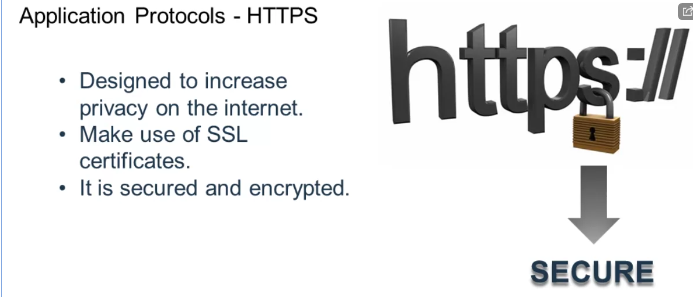 Application Protocols - HTTPS
https://
• Designed to increase
privacy on the internet.
• Make use of SSL
certificates.
• It is secured and encrypted.
SECURE